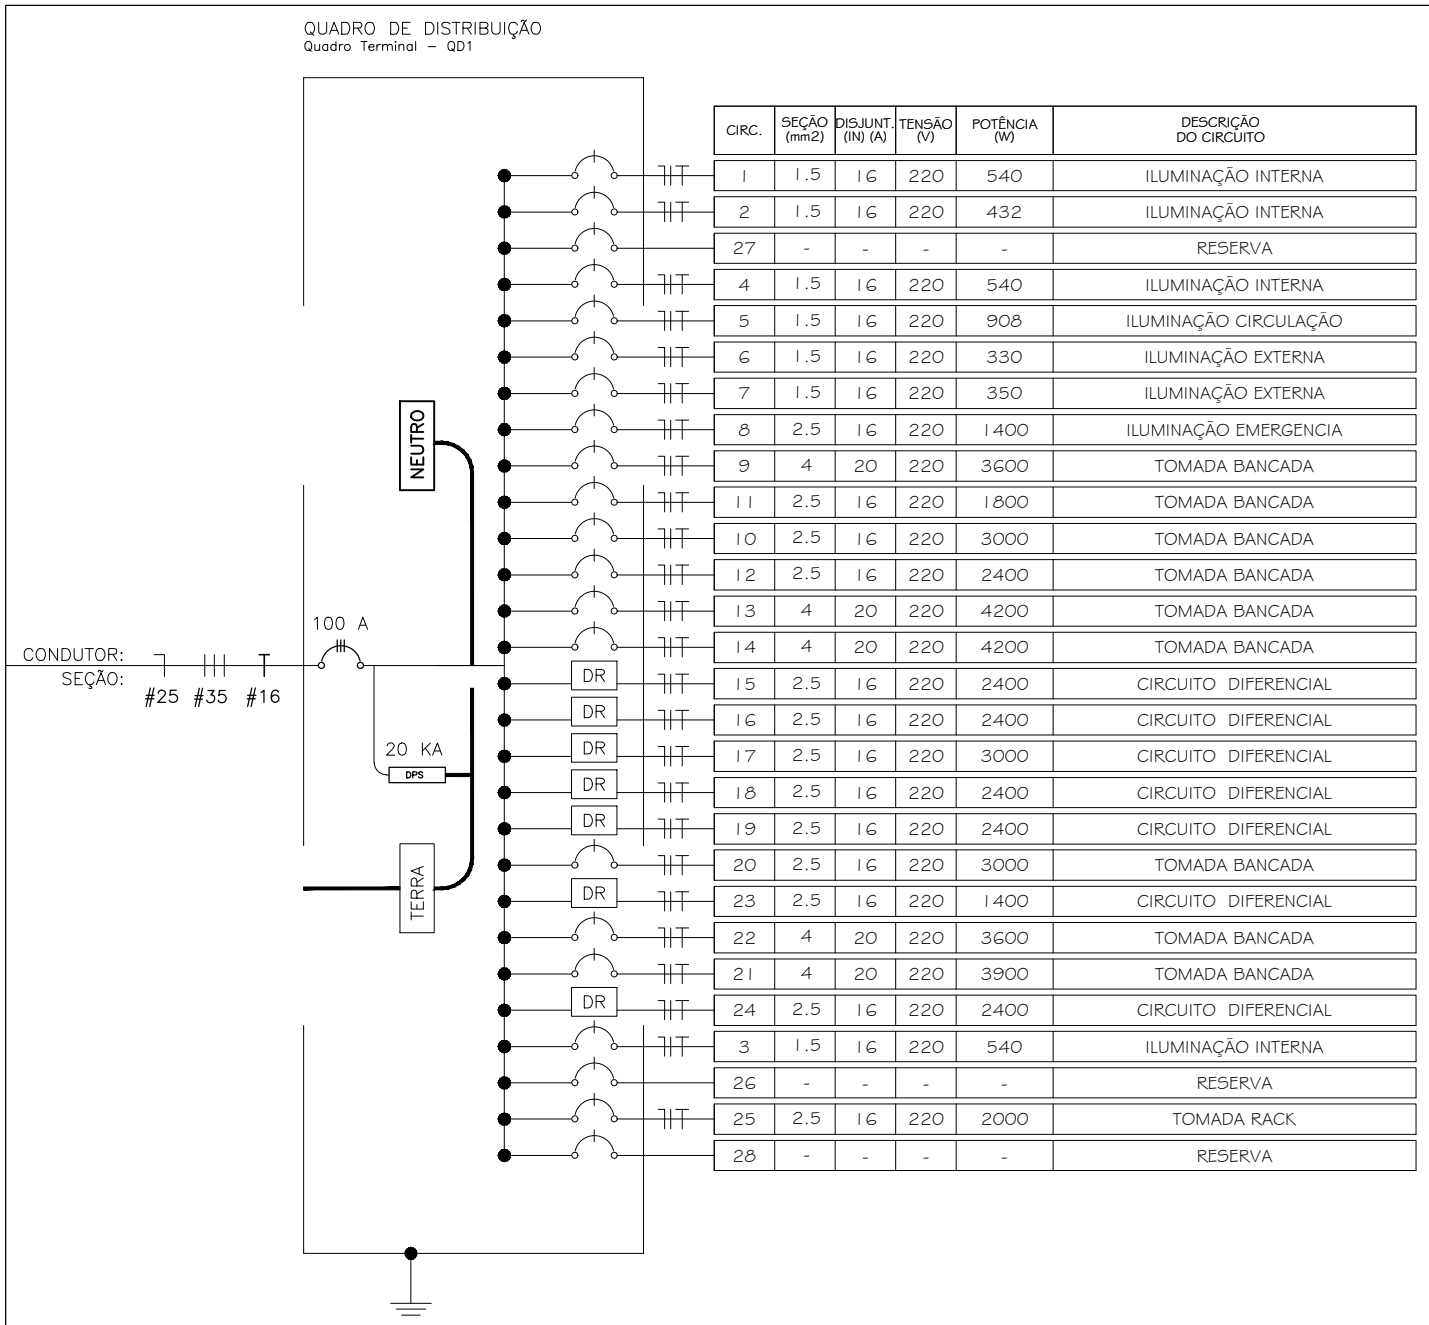 QUADRO DE DISTRIBUIÇÃO
Quadro Terminal - QD1
CIRC. SEÇÃO (mm2) DISJUNT. (IN) (A) TENSÃO (V) POTÊNCIA (W) DESCRIÇÃO DO CIRCUITO
1 1.5 16 220 540 ILUMINAÇÃO INTERNA
2 1.5 16 220 432 ILUMINAÇÃO INTERNA
27 - - - - RESERVA
4 1.5 16 220 540 ILUMINAÇÃO INTERNA
5 1.5 16 220 908 ILUMINAÇÃO CIRCULAÇÃO
6 1.5 16 220 330 ILUMINAÇÃO EXTERNA
7 1.5 16 220 350 ILUMINAÇÃO EXTERNA
8 2.5 16 220 1400 ILUMINAÇÃO EMERGENCIA
9 4 20 220 3600 TOMADA BANCADA
11 2.5 16 220 1800 TOMADA BANCADA
10 2.5 16 220 3000 TOMADA BANCADA
12 2.5 16 220 2400 TOMADA BANCADA
13 4 20 220 4200 TOMADA BANCADA
14 4 20 220 4200 TOMADA BANCADA
DR 15 2.5 16 220 2400 CIRCUITO DIFERENCIAL
DR 16 2.5 16 220 2400 CIRCUITO DIFERENCIAL
DR 17 2.5 16 220 3000 CIRCUITO DIFERENCIAL
DR 18 2.5 16 220 2400 CIRCUITO DIFERENCIAL
DR 19 2.5 16 220 2400 CIRCUITO DIFERENCIAL
20 2.5 16 220 3000 TOMADA BANCADA
DR 23 2.5 16 220 1400 CIRCUITO DIFERENCIAL
22 4 20 220 3600 TOMADA BANCADA
21 4 20 220 3900 TOMADA BANCADA
DR 24 2.5 16 220 2400 CIRCUITO DIFERENCIAL
3 1.5 16 220 540 ILUMINAÇÃO INTERNA
26 - - - - RESERVA
25 2.5 16 220 2000 TOMADA RACK
28 - - - - RESERVA
NEUTRO
100 A
CONDUTOR:
SEÇÃO:
#25 #35 #16
20 KA
DPS
TERRA